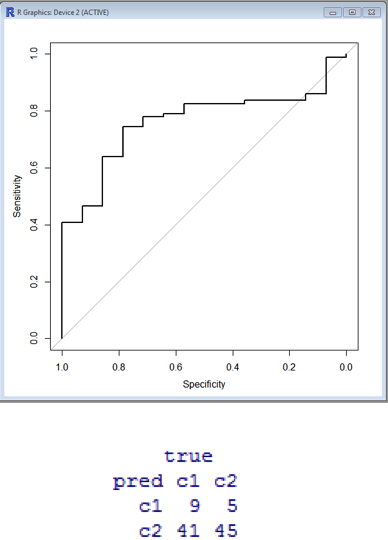 R Graphics: Device 2 (ACTIVE)
1.0
0.8
0.6
0.4
0.2
0.0
Sensitivity
1.0 0.8 0.6 0.4 0.2 0.0
Specificity
true
pred c1 c2
c1 9 5
c2 41 45